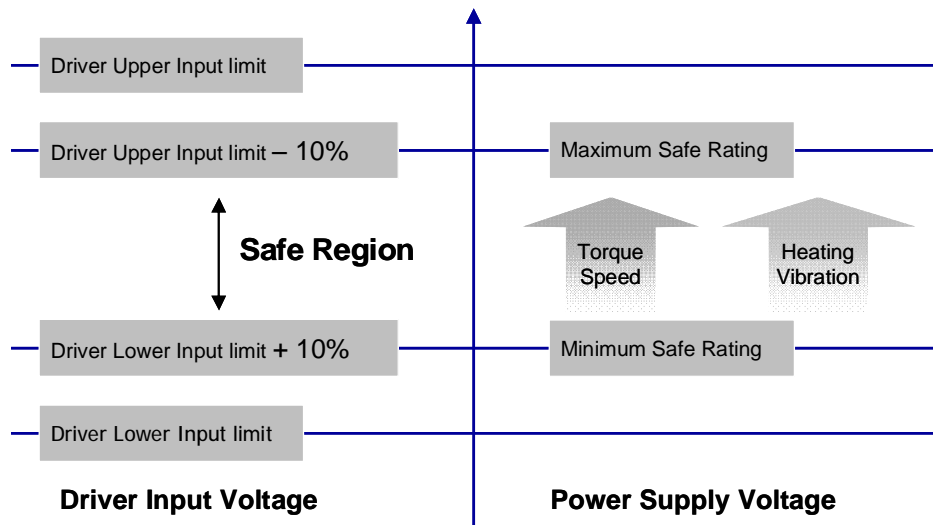 Driver Upper Input limit
Driver Upper Input limit – 10%
Maximum Safe Rating
Safe Region
Torque
Speed
Heating
Vibration
Driver Lower Input limit + 10%
Minimum Safe Rating
Driver Lower Input limit
Driver Input Voltage
Power Supply Voltage